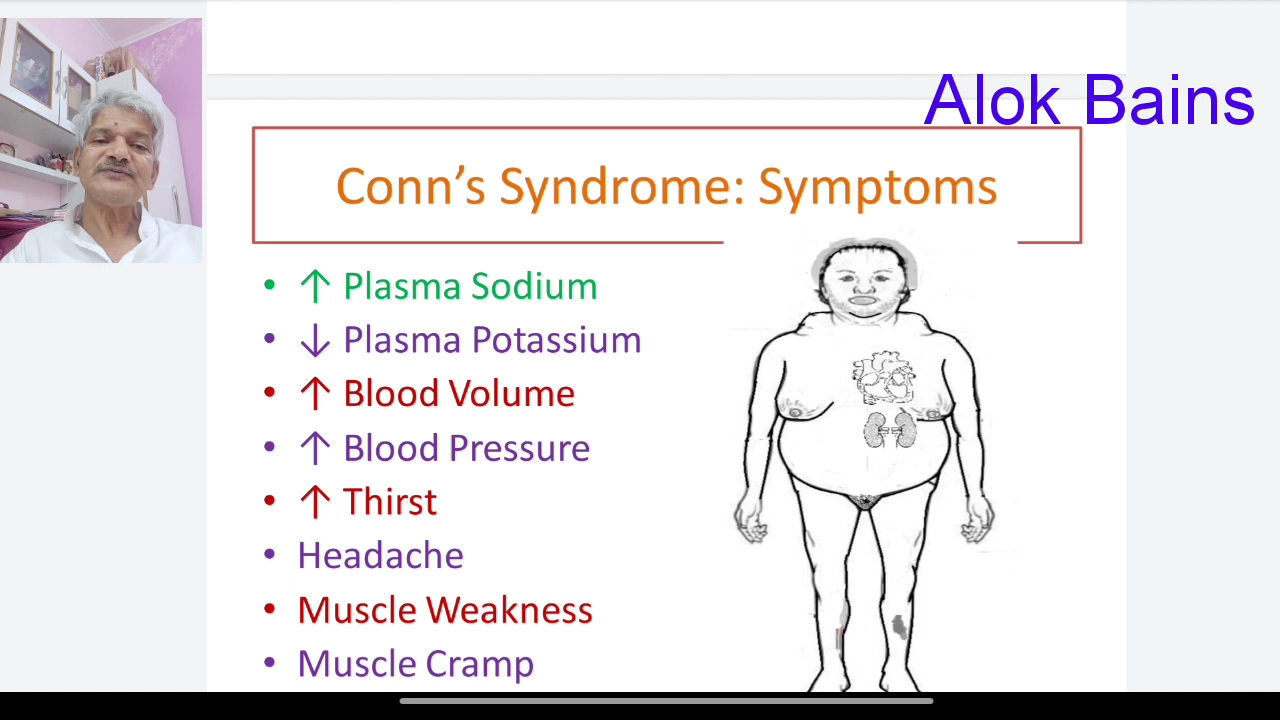 Alok Bains
Conn’s Syndrome: Symptoms
• ↑ Plasma Sodium
• ↓ Plasma Potassium
• ↑ Blood Volume
• ↑ Blood Pressure
• ↑ Thirst
• Headache
• Muscle Weakness
• Muscle Cramp